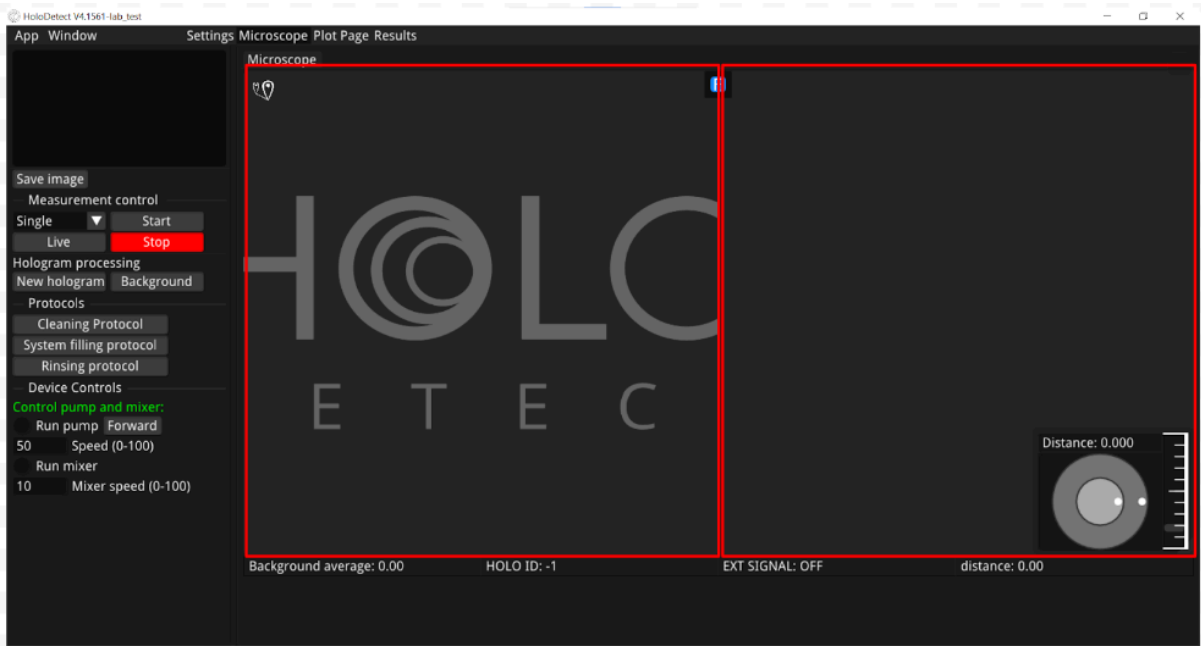 HoloDetect V4.1561-lab_test
App Window Settings Microscope Plot Page Results
Microscope
Save image
Measurement control
Single Start
Live Stop
Hologram processing
New hologram Background
Protocols
Cleaning Protocol
System filling protocol
Rinsing protocol
Device Controls
Control pump and mixer:
Run pump Forward
50 Speed (0-100)
Run mixer
10 Mixer speed (0-100)
HOLO
ETEC
Distance: 0.000
Background average: 0.00 HOLO ID: -1 EXT SIGNAL: OFF distance: 0.00